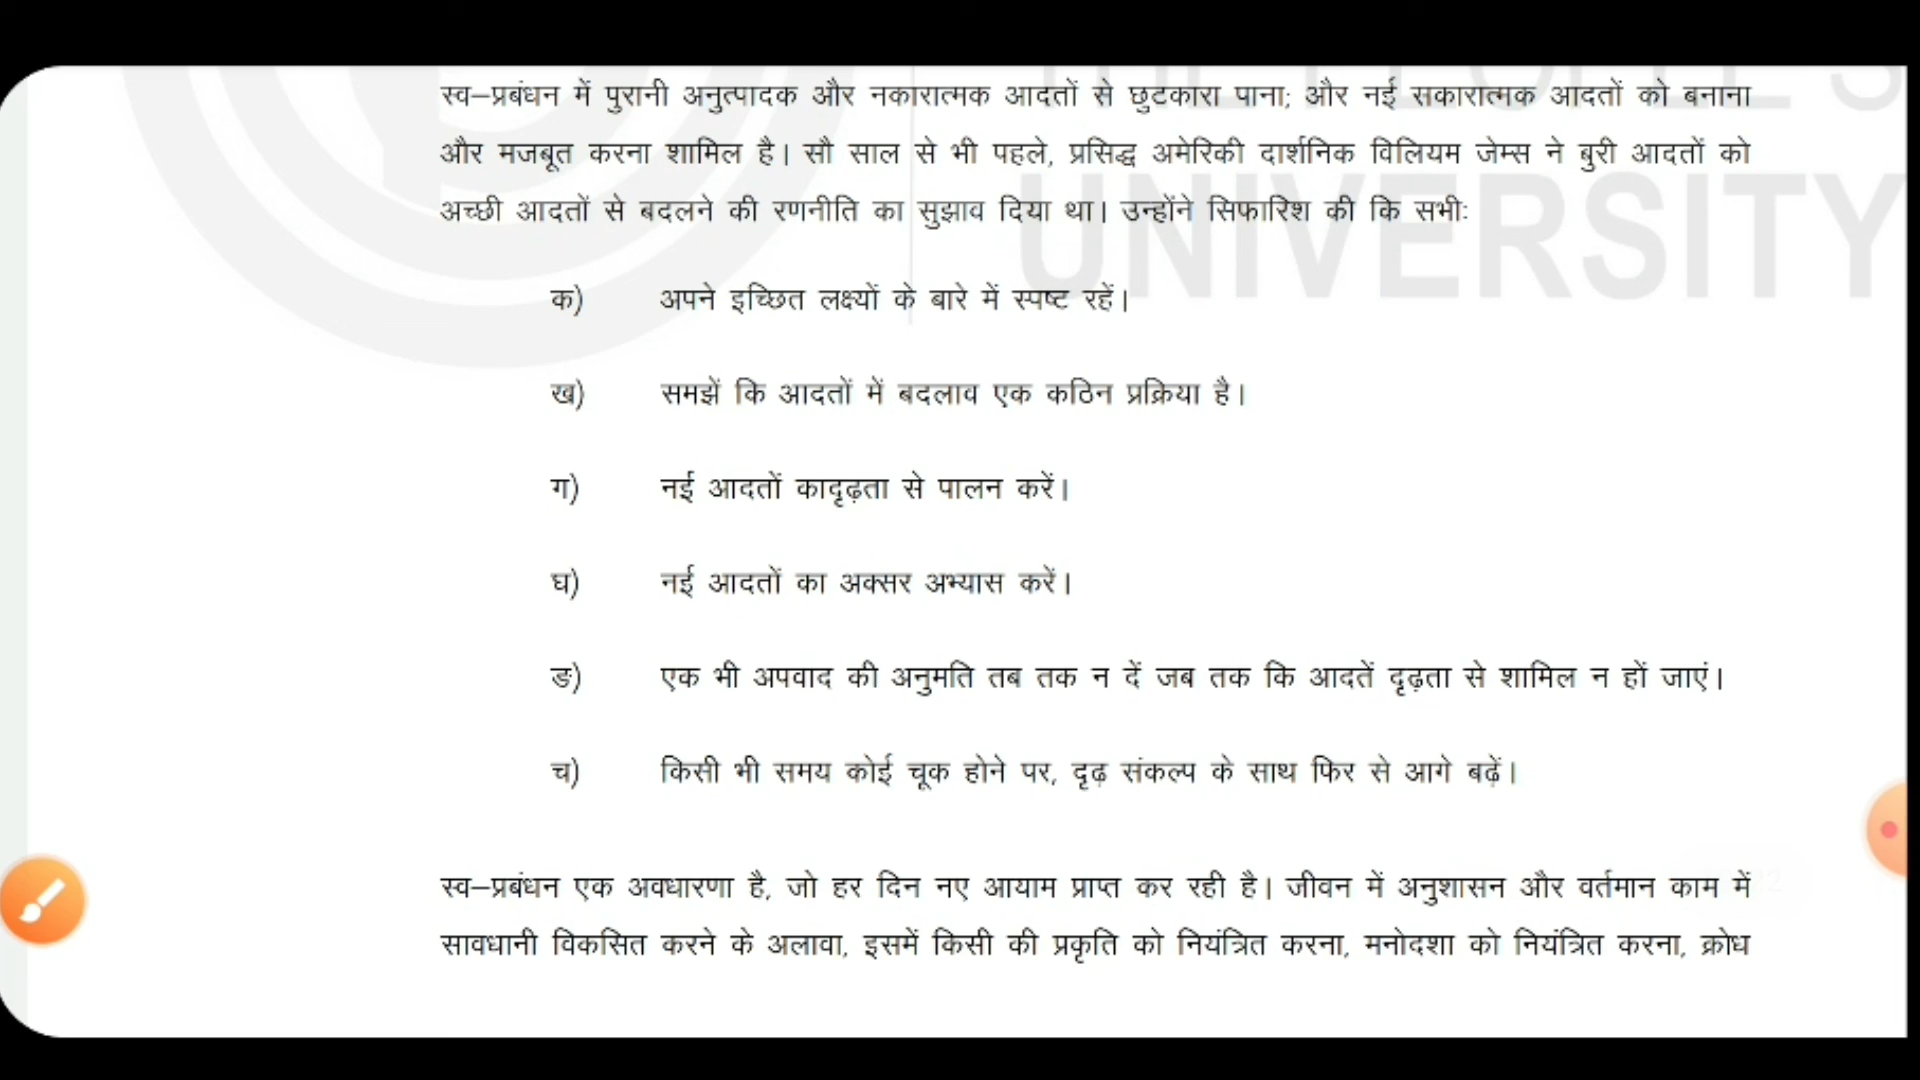 THE PEOPLE'S
UNIVERSITY
स्व–प्रबंधन में पुरानी अनुत्पादक और नकारात्मक आदतों से छुटकारा पाना; और नई सकारात्मक आदतों को बनाना
और मजबूत करना शामिल है। सौ साल से भी पहले, प्रसिद्ध अमेरिकी दार्शनिक विलियम जेम्स ने बुरी आदतों को
अच्छी आदतों से बदलने की रणनीति का सुझाव दिया था। उन्होंने सिफारिश की कि सभीः
क) अपने इच्छित लक्ष्यों के बारे में स्पष्ट रहें।
ख) समझें कि आदतों में बदलाव एक कठिन प्रक्रिया है।
ग) नई आदतों कादृढ़ता से पालन करें।
घ) नई आदतों का अक्सर अभ्यास करें।
ङ) एक भी अपवाद की अनुमति तब तक न दें जब तक कि आदतें दृढ़ता से शामिल न हों जाएं।
च) किसी भी समय कोई चूक होने पर, दृढ़ संकल्प के साथ फिर से आगे बढ़ें।
स्व–प्रबंधन एक अवधारणा है, जो हर दिन नए आयाम प्राप्त कर रही है। जीवन में अनुशासन और वर्तमान काम में
सावधानी विकसित करने के अलावा, इसमें किसी की प्रकृति को नियंत्रित करना, मनोदशा को नियंत्रित करना, क्रोध